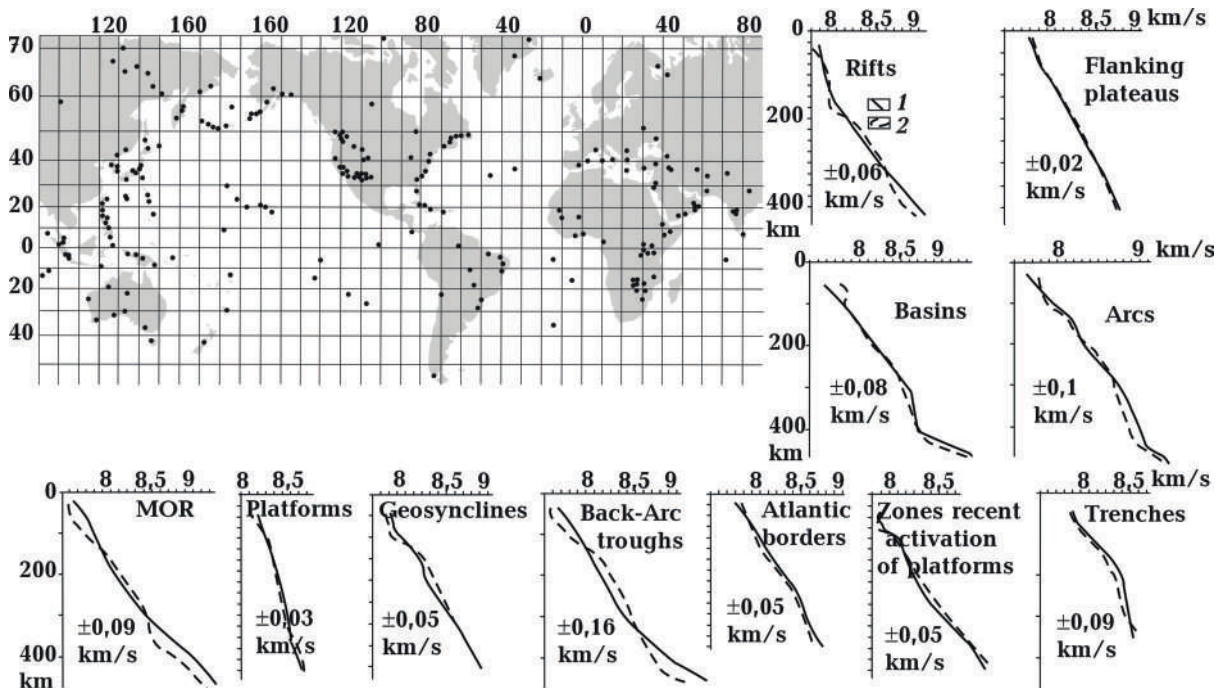 120 160 160 120 80 40 0 40 80
70
60
40
20
0
20
40
8 8,5 9
0
Rifts
1
2
200
±0,06
km/s
400
km
8 8,5 9 km/s
Flanking
plateaus
±0,02
km/s
8 8,5 9
0
Basins
200
±0,08
km/s
400
km
8 9 km/s
Arcs
±0,1
km/s
8 8,5 9
0
MOR
200
±0,09
400 km/s
8 8,5
Platforms
±0,03
km/s
8 8,5 9
Geosynclines
±0,05
km/s
8 8,5 9
Back-Arc
troughs
±0,16
km/s
8 8,5
Atlantic
borders
±0,05
km/s
8,5
Zones recent
activation
of platforms
±0,05
km/s
8 8,5 km/s
Trenches
±0,09
km/s